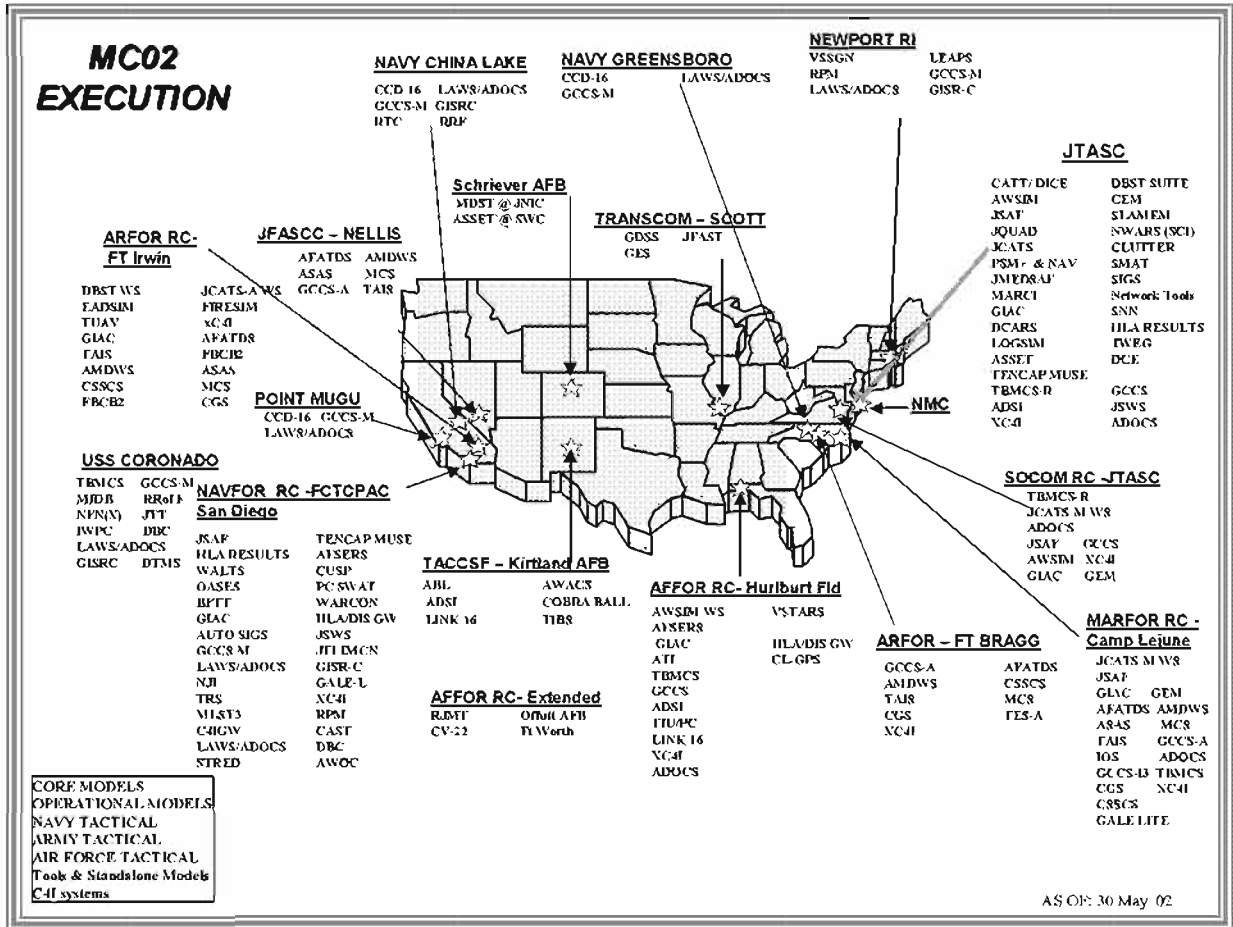 MC02
EXECUTION
NAVY CHINA LAKE
CCD-16 LAWS/ADOCS
GCCS-M GISRC
RTC RRF
NAVY GREENSBORO
CCD-16 LAWS/ADOCS
GCCS-M
NEWPORT RI
VSSGN LEAPS
RPM GCCS-M
LAWS/ADOCS GISR-C
JTASC
CATT/DICE DBST SUITE
AWSIM CEM
JSAF SLAMEM
JQUAD NWARS (SCI)
JCATS CLUTTER
& NAV SMAT
JMEDSAF SIGS
MARCI Network Tools
GIAC SNN
DCARS HLA RESULTS
LOGSIM
ASSET DCE
TENCAP MUSE
TBMCS-R GCCS
ADSI JSWS
XC4I ADOCS
Schriever AFB
MDST @ JNIC
ASSET @ SWC
TRANSCOM – SCOTT
GDSS JFAST
GES
ARFOR RC-
FT Irwin
DBST WS JCATS-A WS
EADSIM FIRESIM
TUAV XC4I
GIAC AFATDS
TAIS FBCB2
AMDWS ASAS
CSSCS MCS
FBCB2 CGS
JFASCC – NELLIS
AFATDS AMDWS
ASAS MCS
GCCS-A TAIS
POINT MUGU
CCD-16 GCCS-M
LAWS/ADOCS
NMC
USS CORONADO
TBMCS GCCS-M
MIDB
NFN(X) JTT
IWPC DBC
LAWS/ADOCS
GISRC DTMS
NAVFOR RC -FCTCPAC
San Diego
JSAF TENCAP MUSE
HLA RESULTS AFSERS
WALTS CUSP
OASES PC SWAT
BFTT WARCON
GIAC HLA/DIS GW
AUTO SIGS JSWS
GCCS M
LAWS/ADOCS GISR-C
NJI GALE-L
TRS XC4I
MLST3 RPM
C4IGW CAST
LAWS/ADOCS DBC
STRED AWOC
TACCSF – Kirtland AFB
ABL AWACS
ADSI COBRA BALL
LINK 16 TIBS
AFFOR RC- Extended
RJMT Offutt AFB
CV-22 Ft Worth
AFFOR RC- Hurlburt Fld
AWSIM WS VSTARS
AFSERS
GIAC HLA/DIS GW
ATI CL-GPS
TBMCS
GCCS
ADSI
LINK 16
XC4I
ADOCS
ARFOR – FT BRAGG
GCCS-A AFATDS
AMDWS CSSCS
TAIS MCS
CGS TES-A
XC4I
SOCOM RC -JTASC
TBMCS-R
JCATS M WS
ADOCS
JSAF GCCS
AWSIM XC4I
GIAC GEM
MARFOR RC -
Camp Lejune
JCATS M WS
JSAF
GIAC GEM
AFATDS AMDWS
ASAS MCS
TAIS GCCS-A
IOS ADOCS
GCCS-I3 TBMCS
CGS XC4I
CSSCS
GALE LITE
CORE MODELS
OPERATIONAL MODELS
NAVY TACTICAL
ARMY TACTICAL
AIR FORCE TACTICAL
Tools & Standalone Models
C4I systems
AS OF: 30 May 02